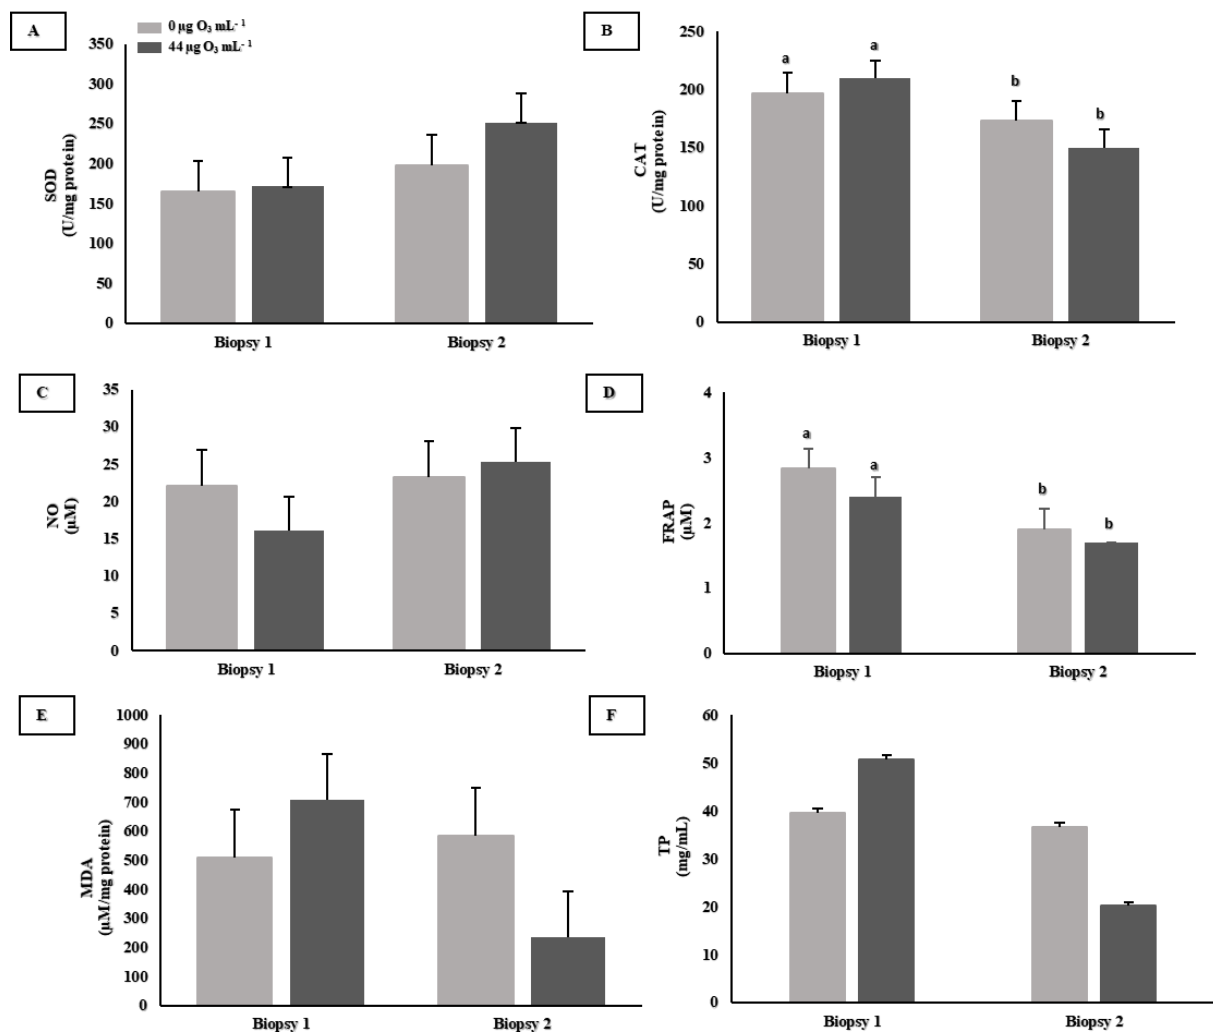 A
0 µg O₃ mL⁻¹
44 µg O₃ mL⁻¹
350
300
250
200
150
100
50
0
SOD
(U/mg protein)
Biopsy 1
Biopsy 2
B
250
200
150
100
50
0
CAT
(U/mg protein)
a
a
b
b
Biopsy 1
Biopsy 2
C
35
30
25
20
15
10
5
0
NO
(µM)
Biopsy 1
Biopsy 2
D
4
3
2
1
0
FRAP
(µM)
a
a
b
b
Biopsy 1
Biopsy 2
E
1000
900
800
700
600
500
400
300
200
100
0
MDA
(µM/mg protein)
Biopsy 1
Biopsy 2
F
60
50
40
30
20
10
0
TP
(mg/mL)
Biopsy 1
Biopsy 2